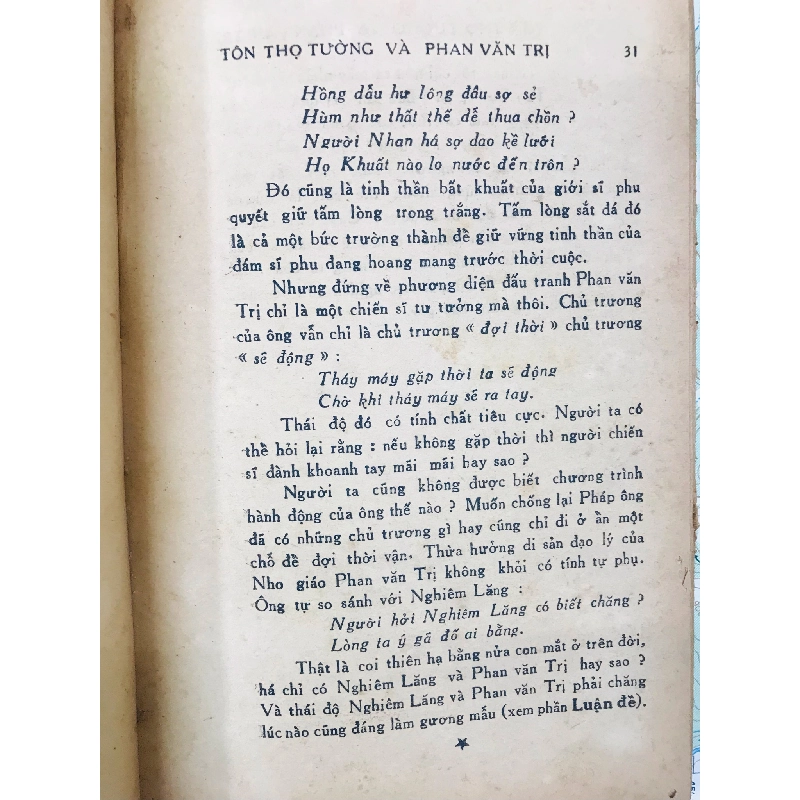 TÔN THỌ TƯỜNG VÀ PHAN VĂN TRỊ 31
Hồng dẫu hư lông đâu sợ sẻ
Hùm như thất thế dễ thua chồn ?
Người Nhan há sợ dao kề lưỡi
Họ Khuất nào lo nước đến trôn ?
Đó cũng là tinh thần bất khuất của giới sĩ phu
quyết giữ tấm lòng trong trắng. Tấm lòng sắt đá đó
là cả một bức trường thành để giữ vững tinh thần của
đám sĩ phu đang hoang mang trước thời cuộc.
Nhưng đứng về phương diện đấu tranh Phan văn
Trị chỉ là một chiến sĩ tư tưởng mà thôi. Chủ trương
của ông vẫn chỉ là chủ trương « đợi thời » chủ trương
« sẽ động » :
Tháy máy gặp thời ta sẽ động
Chờ khi tháy máy sẽ ra tay.
Thái độ đó có tính chất tiêu cực. Người ta có
thể hỏi lại rằng : nếu không gặp thời thì người chiến
sĩ đành khoanh tay mãi mãi hay sao ?
Người ta cũng không được biết chương trình
hành động của ông thế nào ? Muốn chống lại Pháp ông
đã có những chủ trương gì hay cúng chỉ đi ở ẩn một
chỗ để đợi thời vận. Thừa hưởng di sản đạo lý của
Nho giáo Phan văn Trị không khỏi có tính tự phụ.
Ông tự so sánh với Nghiêm Lăng :
Người hỡi Nghiêm Lăng có biết chăng ?
Lòng ta ý gã đố ai bằng.
Thật là coi thiên hạ bằng nửa con mắt ở trên đời,
há chỉ có Nghiêm Lăng và Phan văn Trị hay sao ?
Và thái độ Nghiêm Lăng và Phan văn Trị phải chăng
lúc nào cũng đáng làm gương mẫu (xem phần Luận đề).